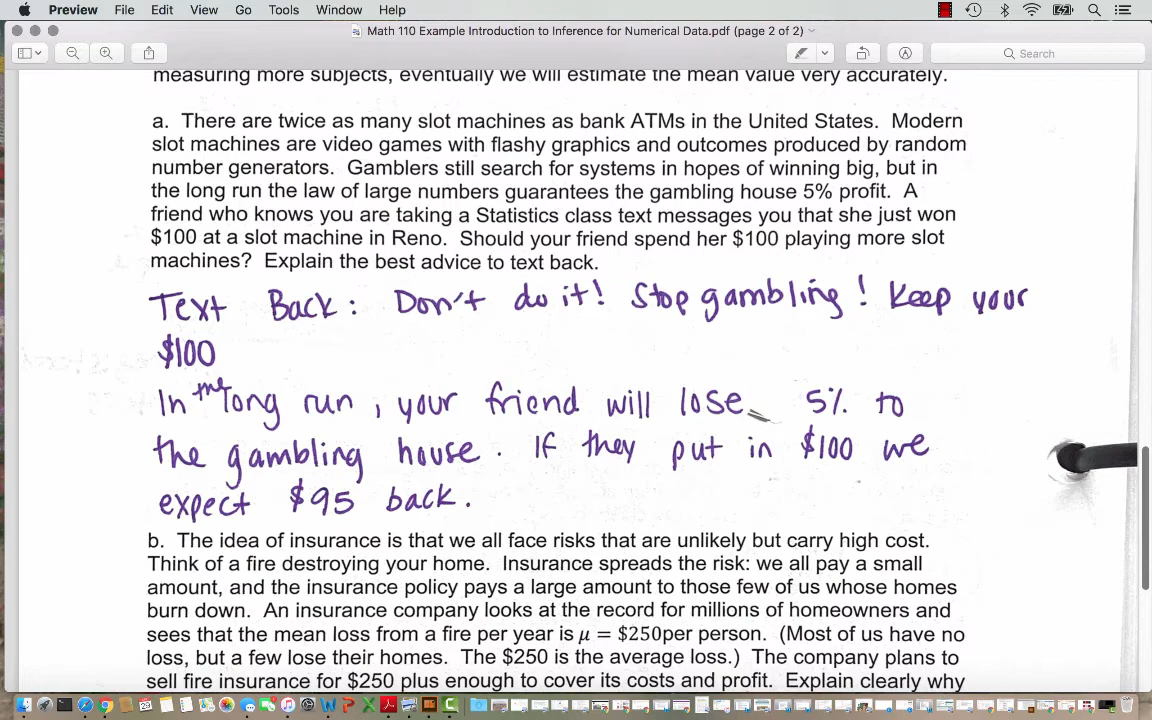 Preview File Edit View Go Tools Window Help
Math 110 Example Introduction to Inference for Numerical Data.pdf (page 2 of 2)
Search
measuring more subjects, eventually we will estimate the mean value very accurately.
a. There are twice as many slot machines as bank ATMs in the United States. Modern
slot machines are video games with flashy graphics and outcomes produced by random
number generators. Gamblers still search for systems in hopes of winning big, but in
the long run the law of large numbers guarantees the gambling house 5% profit. A
friend who knows you are taking a Statistics class text messages you that she just won
$100 at a slot machine in Reno. Should your friend spend her $100 playing more slot
machines? Explain the best advice to text back.
Text Back: Don't do it! Stop gambling! Keep your
$100
In the long run, your friend will lose 5% to
the gambling house. If they put in $100 we
expect $95 back.
b. The idea of insurance is that we all face risks that are unlikely but carry high cost.
Think of a fire destroying your home. Insurance spreads the risk: we all pay a small
amount, and the insurance policy pays a large amount to those few of us whose homes
burn down. An insurance company looks at the record for millions of homeowners and
sees that the mean loss from a fire per year is μ = $250per person. (Most of us have no
loss, but a few lose their homes. The $250 is the average loss.) The company plans to
sell fire insurance for $250 plus enough to cover its costs and profit. Explain clearly why